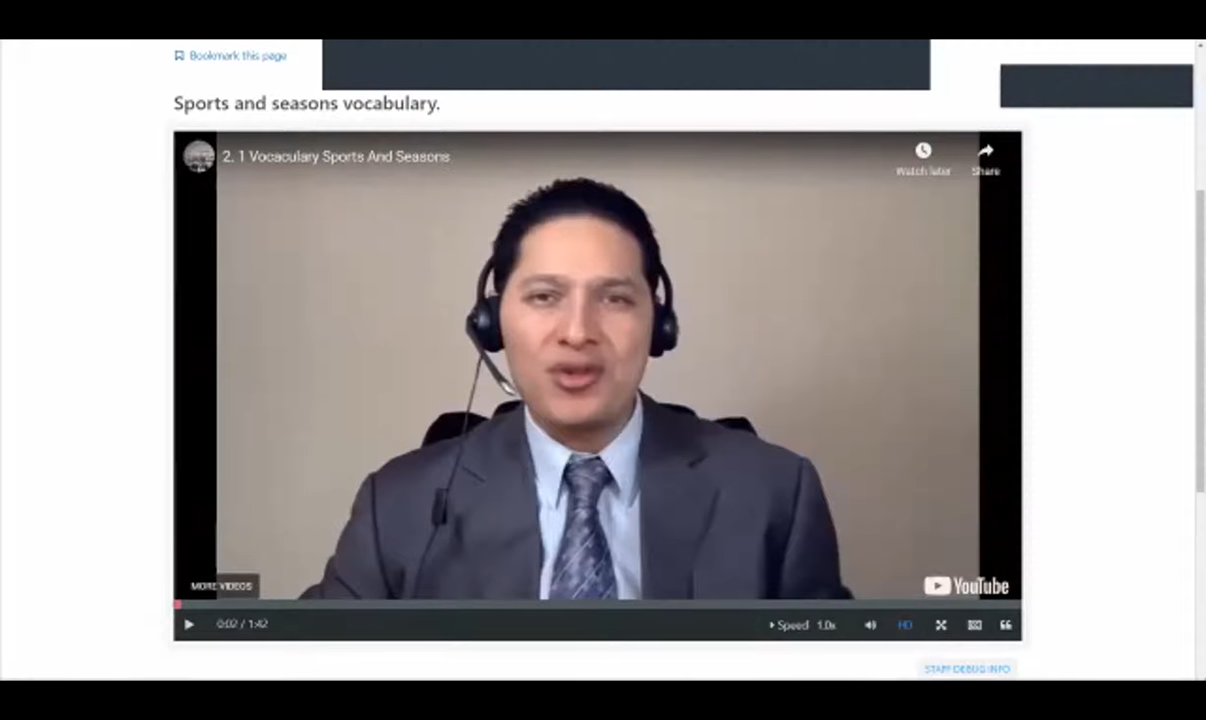 Bookmark this page
Sports and seasons vocabulary.
2. 1 Vocaculary Sports And Seasons
Watch later
Share
MORE VIDEOS
YouTube
0:02 / 1:42
Speed 1.0x
HD
STAFF DEBUG INFO